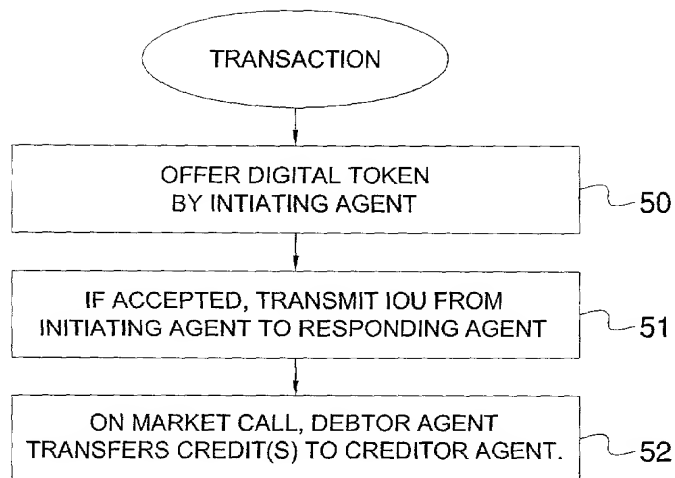 TRANSACTION
OFFER DIGITAL TOKEN
BY INTIATING AGENT
50
IF ACCEPTED, TRANSMIT IOU FROM
INITIATING AGENT TO RESPONDING AGENT
51
ON MARKET CALL, DEBTOR AGENT
TRANSFERS CREDIT(S) TO CREDITOR AGENT.
52